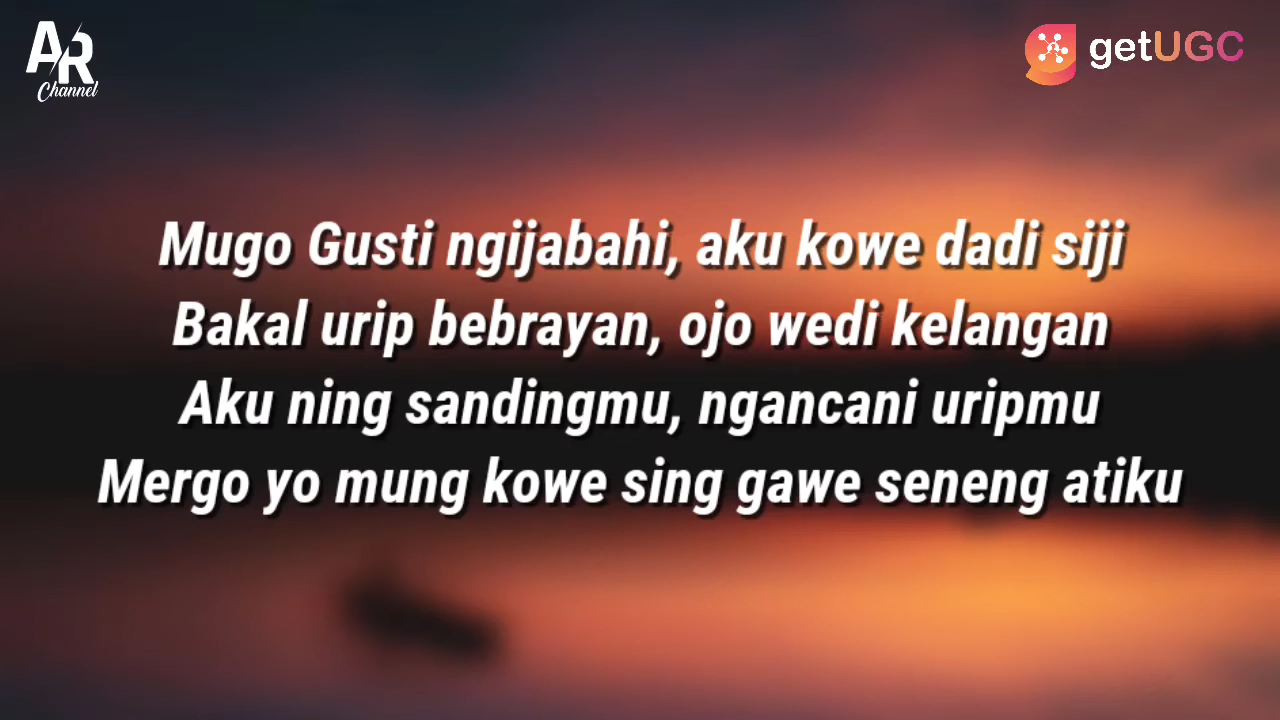 AR
Channel
getUGC
Mugo Gusti ngijabahi, aku kowe dadi siji
Bakal urip bebrayan, ojo wedi kelangan
Aku ning sandingmu, ngancani uripmu
Mergo yo mung kowe sing gawe seneng atiku